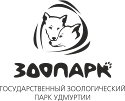 ЗООПАРК
ГОСУДАРСТВЕННЫЙ ЗООЛОГИЧЕСКИЙ
ПАРК УДМУРТИИ